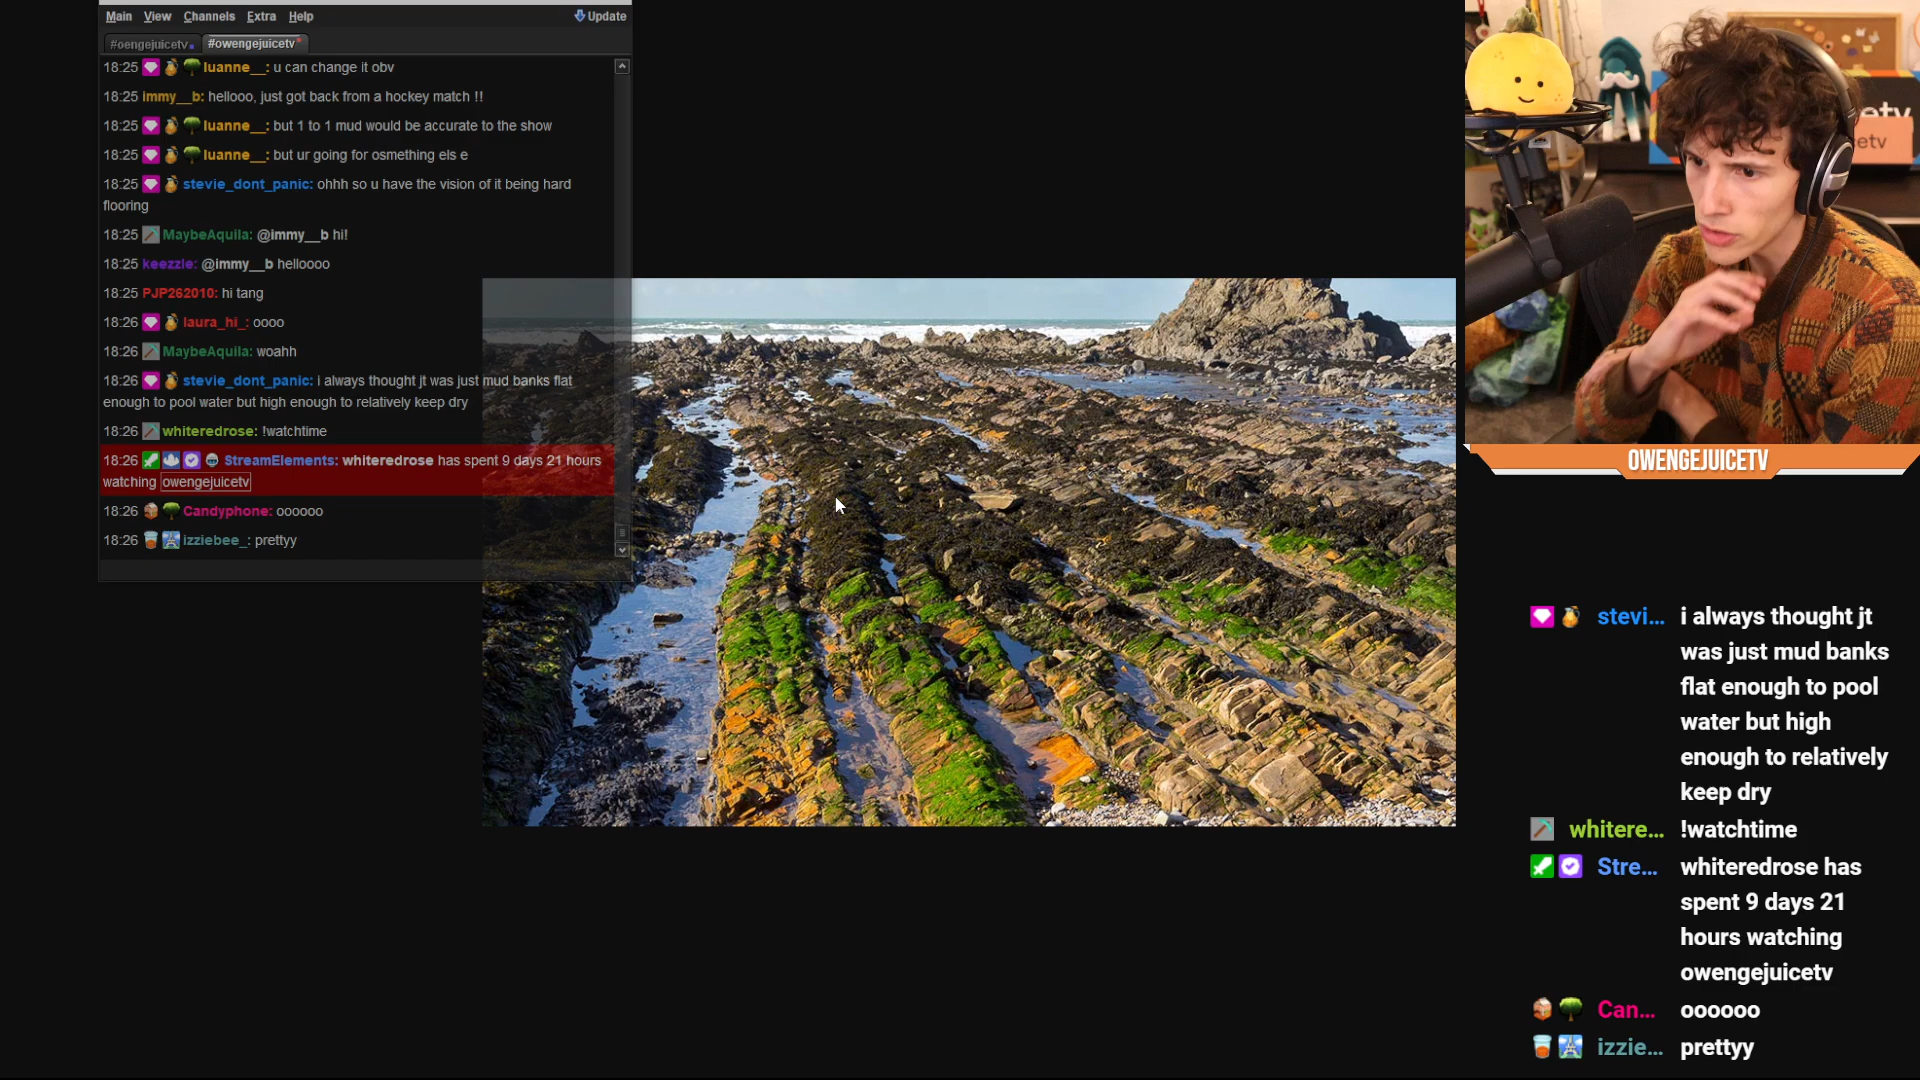 Main View Channels Extra Help Update
#oengejuicetv #owengejuicetv
18:25 luanne__: u can change it obv
18:25 immy__b: hellooo, just got back from a hockey match !!
18:25 luanne__: but 1 to 1 mud would be accurate to the show
18:25 luanne__: but ur going for osmething els e
18:25 stevie_dont_panic: ohhh so u have the vision of it being hard
flooring
18:25 MaybeAquila: @immy__b hi!
18:25 keezzle: @immy__b helloooo
18:25 PJP262010: hi tang
18:26 laura_hi_: oooo
18:26 MaybeAquila: woahh
18:26 stevie_dont_panic: i always thought jt was just mud banks flat
enough to pool water but high enough to relatively keep dry
18:26 whiteredrose: !watchtime
18:26 StreamElements: whiteredrose has spent 9 days 21 hours
watching owengejuicetv
18:26 Candyphone: oooooo
18:26 izziebee_: prettyy
OWENGEJUICETV
stevi... i always thought jt
was just mud banks
flat enough to pool
water but high
enough to relatively
keep dry
whitere... !watchtime
Stre... whiteredrose has
spent 9 days 21
hours watching
owengejuicetv
Can... oooooo
izzie... prettyy